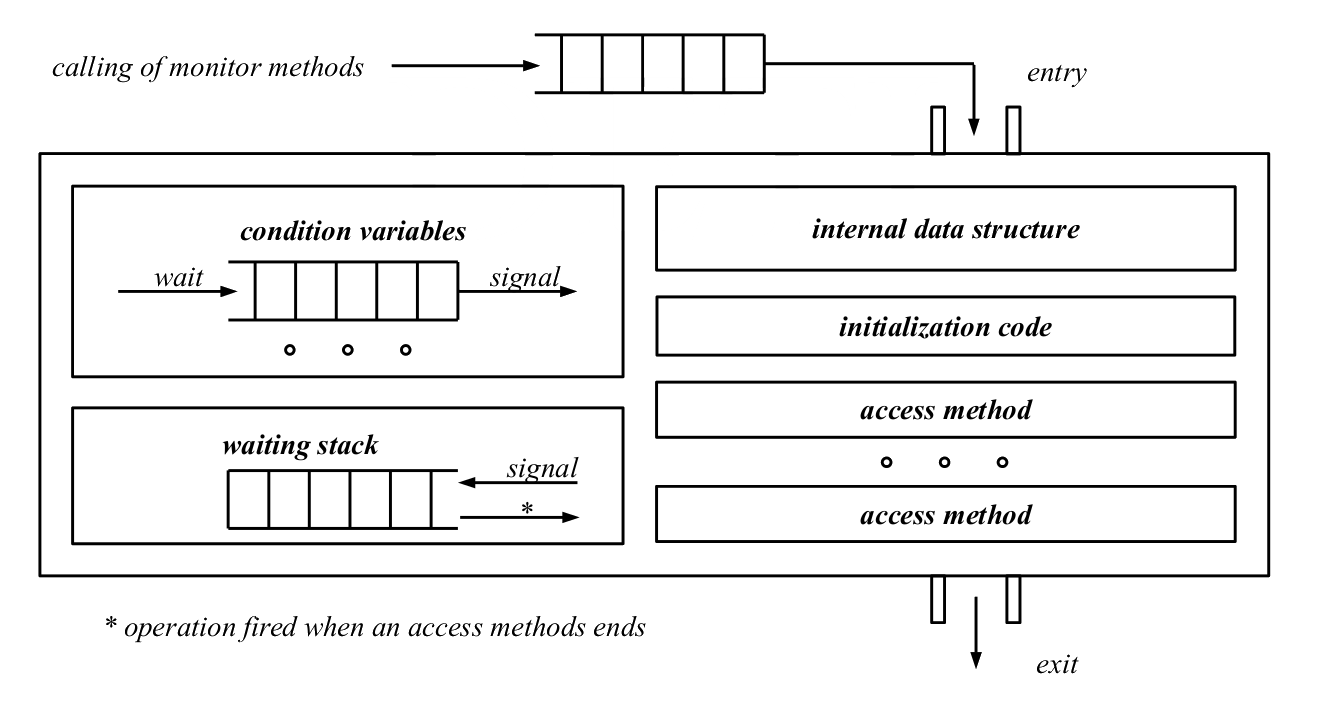 calling of monitor methods
entry
condition variables
wait
signal
internal data structure
initialization code
access method
waiting stack
signal
*
access method
* operation fired when an access methods ends
exit